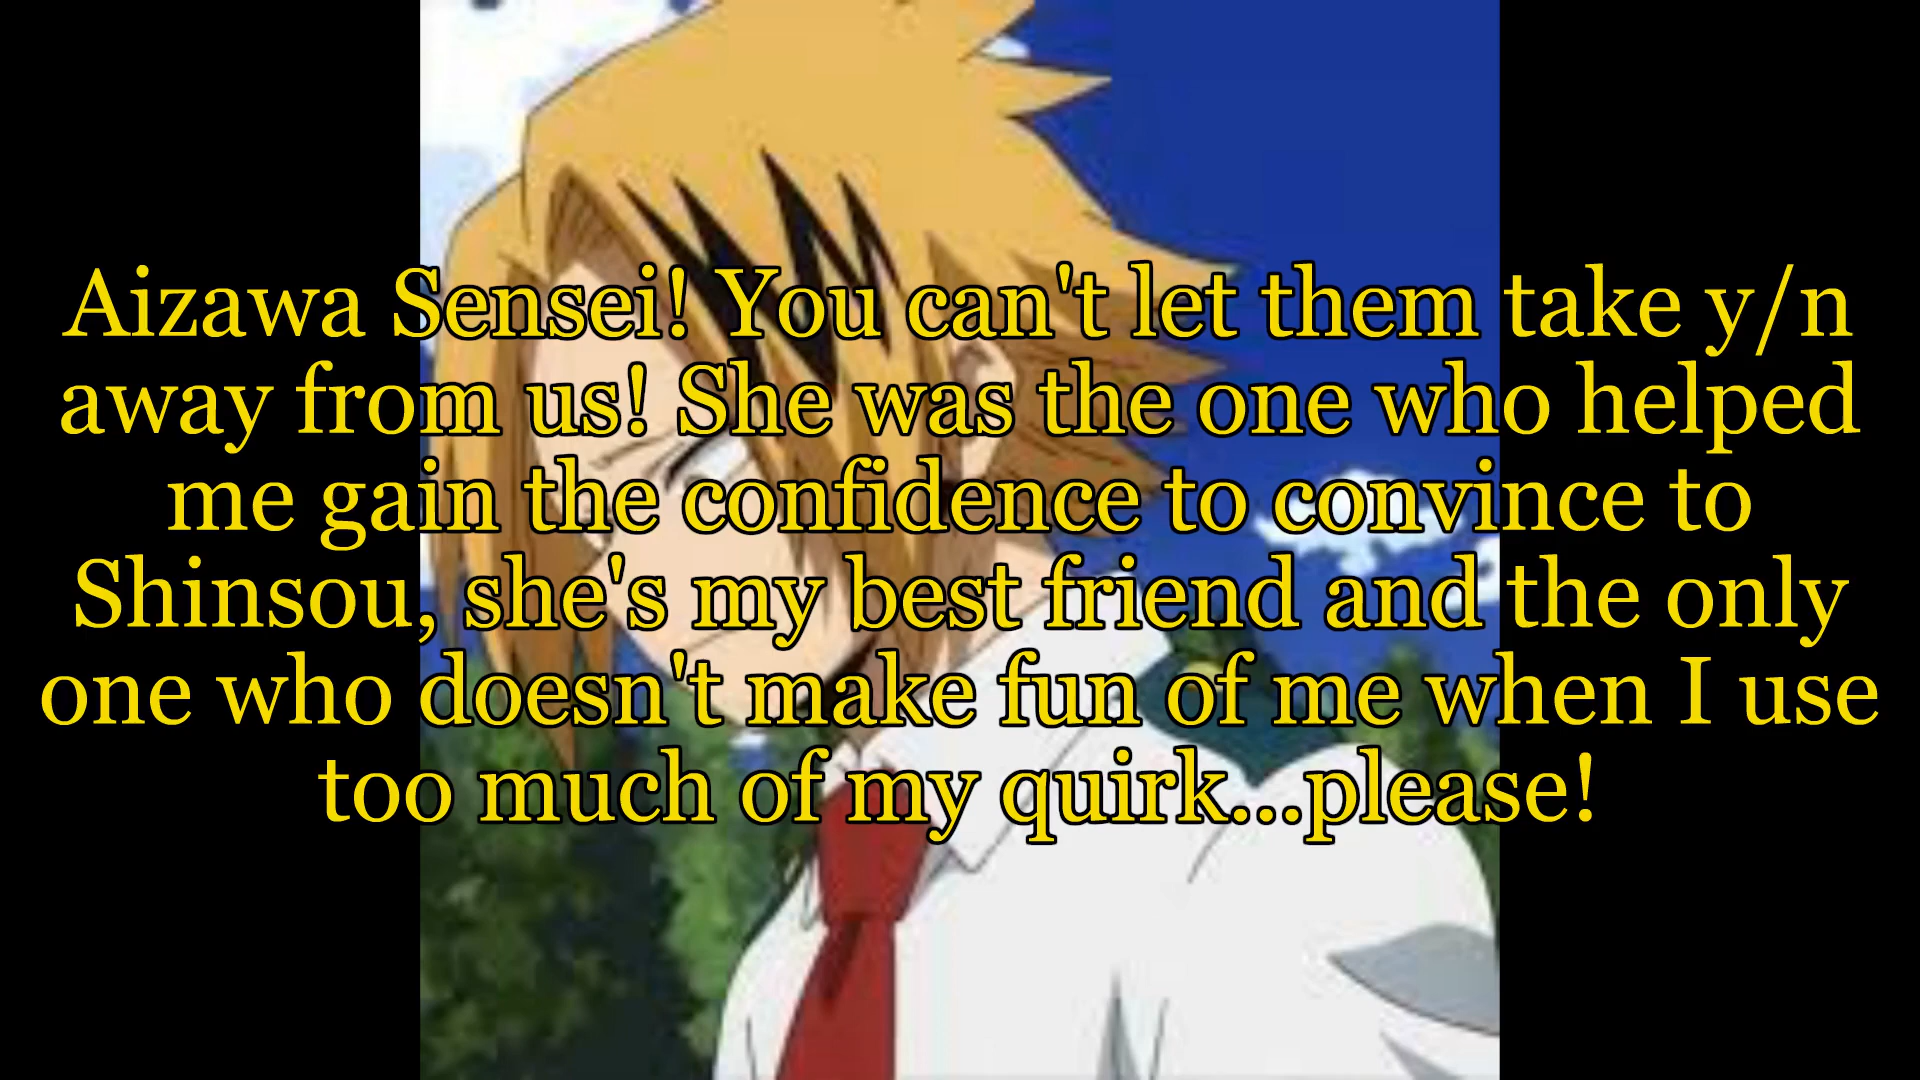 Aizawa Sensei! You can't let them take y/n
away from us! She was the one who helped
me gain the confidence to convince to
Shinsou, she's my best friend and the only
one who doesn't make fun of me when I use
too much of my quirk...please!